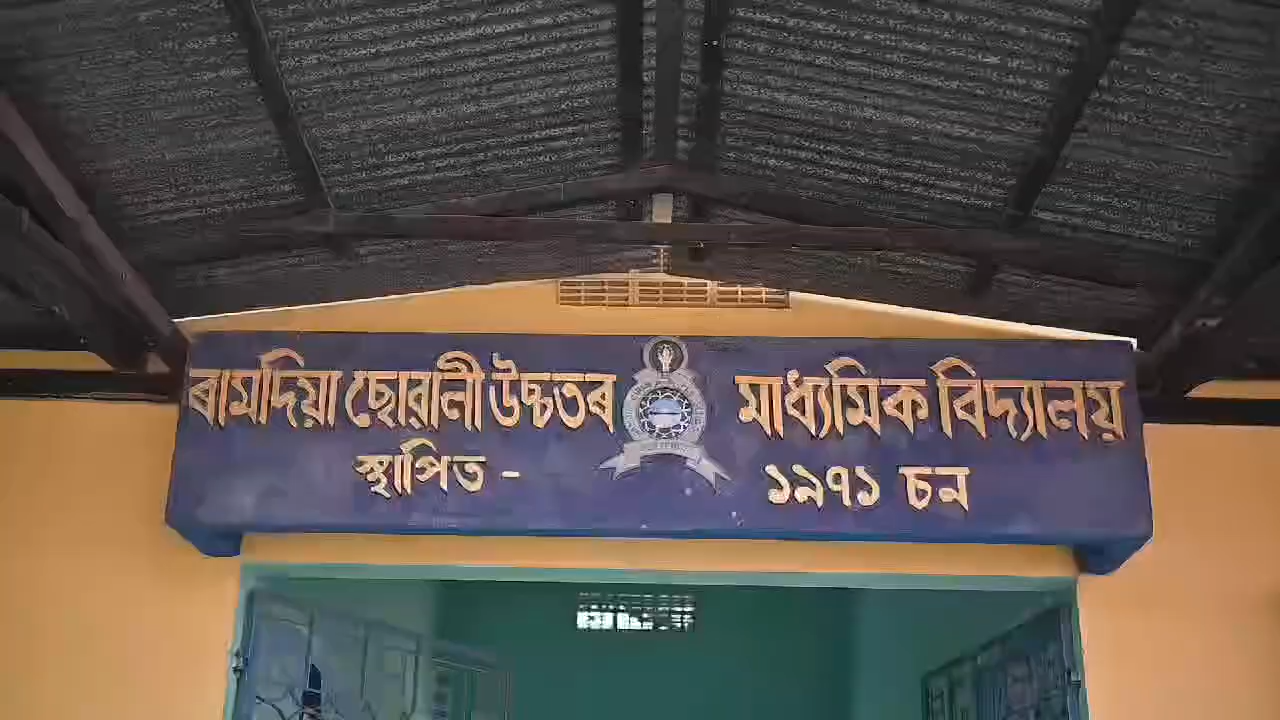 ৰামদিয়া ছোৱালী উচ্চতৰ মাধ্যমিক বিদ্যালয়
স্থাপিত - ১৯৭১ চন